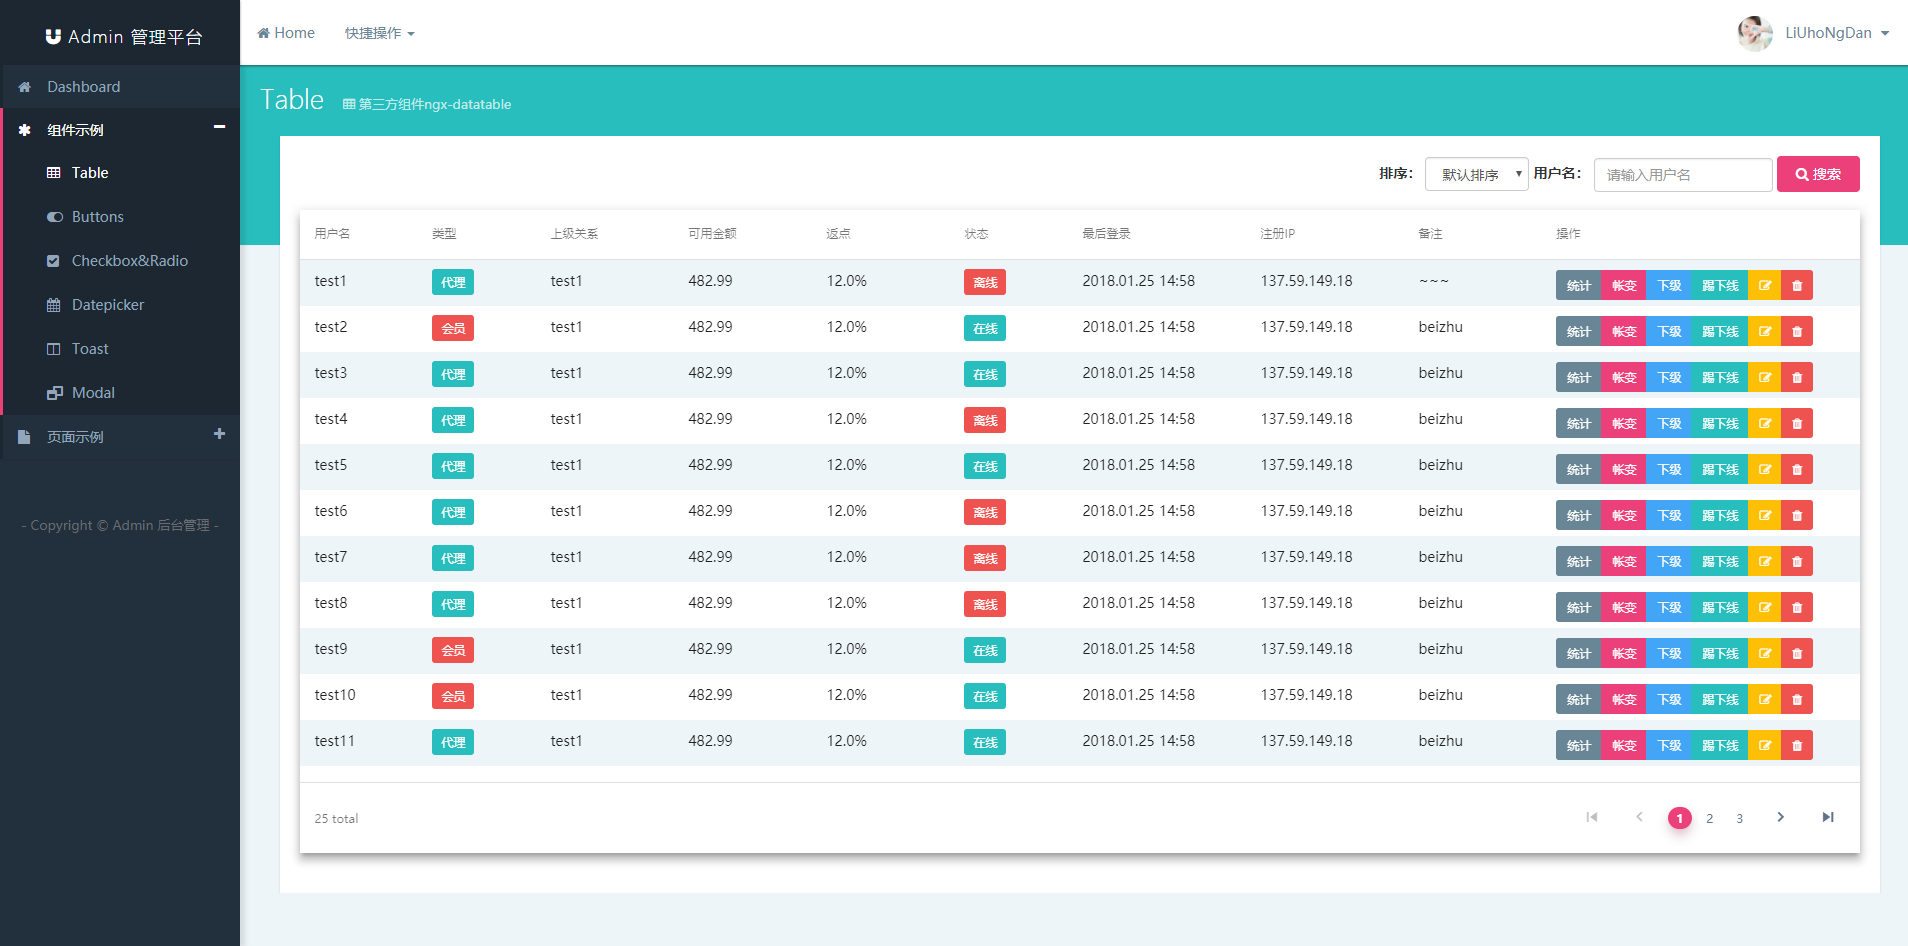 Admin 管理平台
Home 快捷操作
LiUhoNgDan
Dashboard
组件示例
Table
Buttons
Checkbox&Radio
Datepicker
Toast
Modal
页面示例
- Copyright © Admin 后台管理 -
Table 第三方组件ngx-datatable
排序: 默认排序 用户名: 请输入用户名 搜索
用户名 类型 上级关系 可用金额 返点 状态 最后登录 注册IP 备注 操作
test1 代理 test1 482.99 12.0% 离线 2018.01.25 14:58 137.59.149.18 ~~~ 统计 帐变 下级 踢下线
test2 会员 test1 482.99 12.0% 在线 2018.01.25 14:58 137.59.149.18 beizhu 统计 帐变 下级 踢下线
test3 代理 test1 482.99 12.0% 在线 2018.01.25 14:58 137.59.149.18 beizhu 统计 帐变 下级 踢下线
test4 代理 test1 482.99 12.0% 离线 2018.01.25 14:58 137.59.149.18 beizhu 统计 帐变 下级 踢下线
test5 代理 test1 482.99 12.0% 在线 2018.01.25 14:58 137.59.149.18 beizhu 统计 帐变 下级 踢下线
test6 代理 test1 482.99 12.0% 离线 2018.01.25 14:58 137.59.149.18 beizhu 统计 帐变 下级 踢下线
test7 代理 test1 482.99 12.0% 离线 2018.01.25 14:58 137.59.149.18 beizhu 统计 帐变 下级 踢下线
test8 代理 test1 482.99 12.0% 离线 2018.01.25 14:58 137.59.149.18 beizhu 统计 帐变 下级 踢下线
test9 会员 test1 482.99 12.0% 在线 2018.01.25 14:58 137.59.149.18 beizhu 统计 帐变 下级 踢下线
test10 会员 test1 482.99 12.0% 在线 2018.01.25 14:58 137.59.149.18 beizhu 统计 帐变 下级 踢下线
test11 代理 test1 482.99 12.0% 在线 2018.01.25 14:58 137.59.149.18 beizhu 统计 帐变 下级 踢下线
25 total 1 2 3